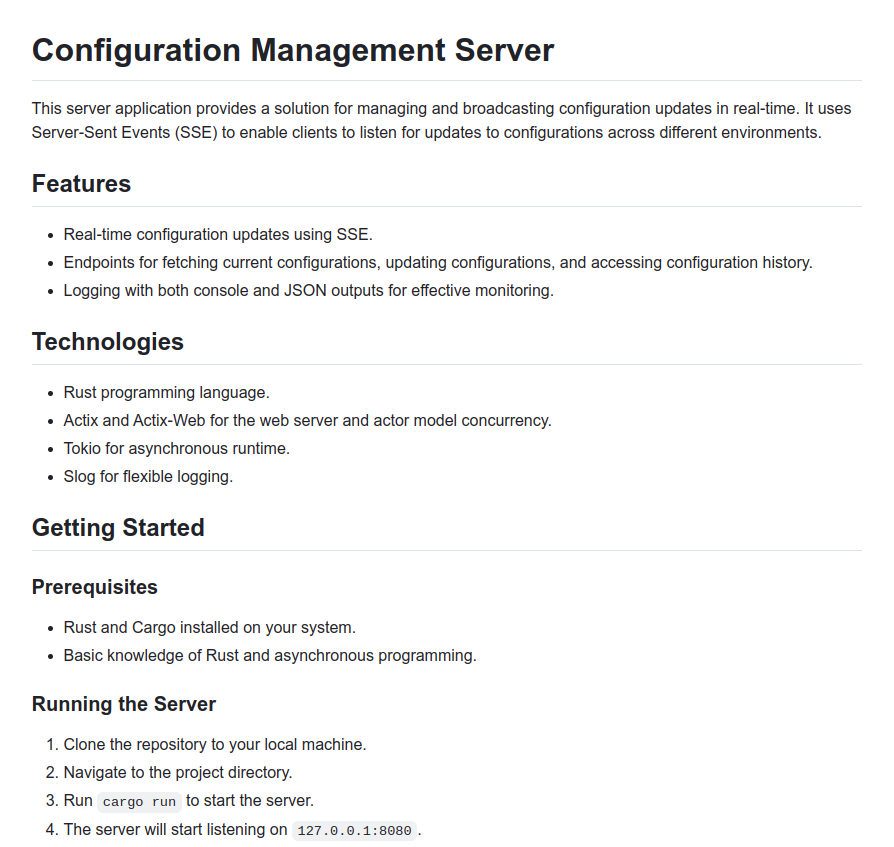 Configuration Management Server
This server application provides a solution for managing and broadcasting configuration updates in real-time. It uses
Server-Sent Events (SSE) to enable clients to listen for updates to configurations across different environments.
Features
• Real-time configuration updates using SSE.
• Endpoints for fetching current configurations, updating configurations, and accessing configuration history.
• Logging with both console and JSON outputs for effective monitoring.
Technologies
• Rust programming language.
• Actix and Actix-Web for the web server and actor model concurrency.
• Tokio for asynchronous runtime.
• Slog for flexible logging.
Getting Started
Prerequisites
• Rust and Cargo installed on your system.
• Basic knowledge of Rust and asynchronous programming.
Running the Server
1. Clone the repository to your local machine.
2. Navigate to the project directory.
3. Run cargo run to start the server.
4. The server will start listening on 127.0.0.1:8080.